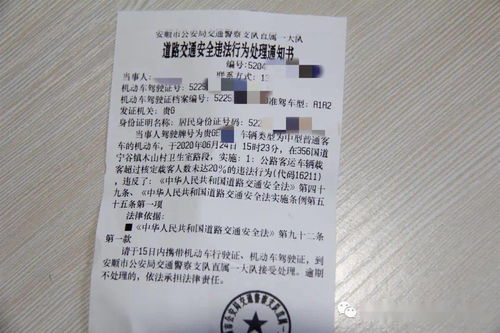 安顺市公安局交通警察支队直属一大队
道路交通安全违法行为处理通知书
编号:5204
当事人: 联系方式:13
机动车驾驶证号:5225
机动车驾驶证档案编号:5225 准驾车型:A1A2
发证机关:贵G
身份证明名称:居民身份证号码:522
当事人驾驶牌号为贵G 车辆类型为中型普通客
车的机动车,于2020年06月24日 15时23分,在356国道
宁谷镇木山村卫生室路段,实施:1:公路客运车辆载
客超过核定载客人数未达20%的违法行为(代码16211)
,违反了:《中华人民共和国道路交通安全法》第四十
九条、《中华人民共和国道路交通安全法实施条例第五
十五条第一项
法律依据:
■《中华人民共和国道路交通安全法》第九十二条
第一款
请于15日内携带机动车行驶证、机动车驾驶证,到
安顺市公安局交通警察支队直属一大队接受处理。逾期
不处理的,依法承担法律责任。
市公安局交通警察支队直属一